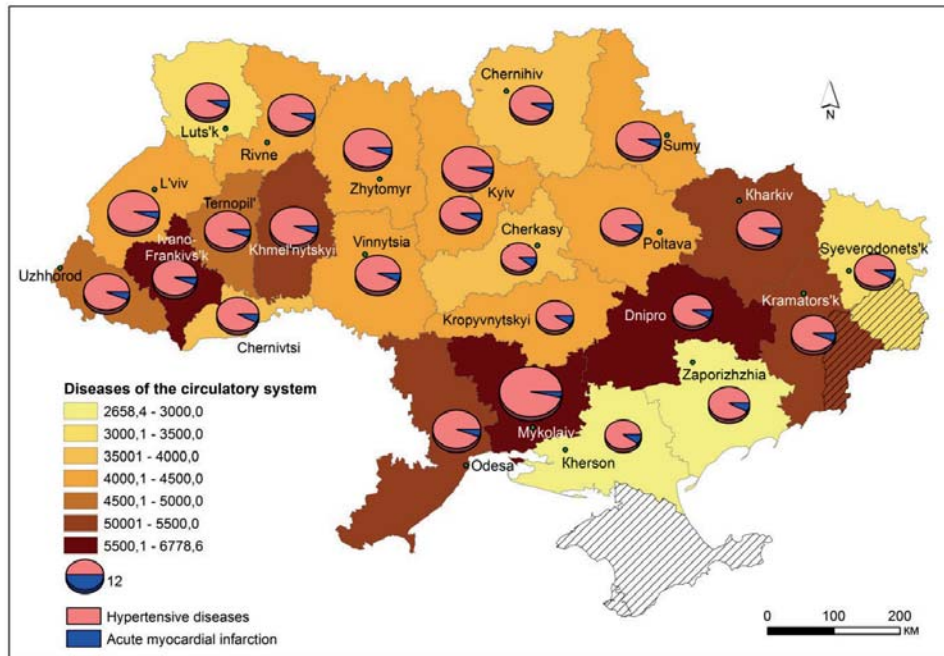 Chernihiv
N
Luts'k
Rivne
Sumy
Zhytomyr
Kyiv
L'viv
Kharkiv
Ternopil'
Cherkasy
Ivano-
Frankivs'k
Khmel'nytskyi
Vinnytsia
Poltava
Syeverodonets'k
Uzhhorod
Kramators'k
Kropyvnytskyi
Dnipro
Chernivtsi
Zaporizhzhia
Mykolaiv
Odesa
Kherson
Diseases of the circulatory system
2658,4 - 3000,0
3000,1 - 3500,0
35001 - 4000,0
4000,1 - 4500,0
4500,1 - 5000,0
50001 - 5500,0
5500,1 - 6778,6
12
Hypertensive diseases
Acute myocardial infarction
0 100 200
KM